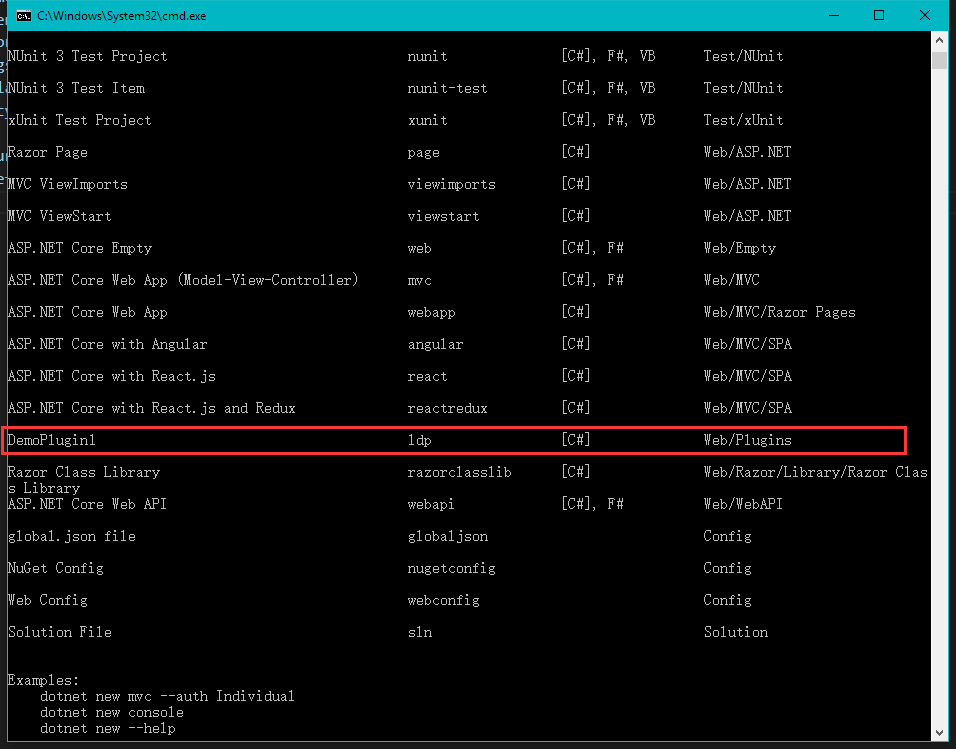 C:\Windows\System32\cmd.exe
NUnit 3 Test Project nunit [C#], F#, VB Test/NUnit
NUnit 3 Test Item nunit-test [C#], F#, VB Test/NUnit
xUnit Test Project xunit [C#], F#, VB Test/xUnit
Razor Page page [C#] Web/ASP.NET
MVC ViewImports viewimports [C#] Web/ASP.NET
MVC ViewStart viewstart [C#] Web/ASP.NET
ASP.NET Core Empty web [C#], F# Web/Empty
ASP.NET Core Web App (Model-View-Controller) mvc [C#], F# Web/MVC
ASP.NET Core Web App webapp [C#] Web/MVC/Razor Pages
ASP.NET Core with Angular angular [C#] Web/MVC/SPA
ASP.NET Core with React.js react [C#] Web/MVC/SPA
ASP.NET Core with React.js and Redux reactredux [C#] Web/MVC/SPA
DemoPlugin1 ldp [C#] Web/Plugins
Razor Class Library razorclasslib [C#] Web/Razor/Library/Razor Clas
s Library
ASP.NET Core Web API webapi [C#], F# Web/WebAPI
global.json file globaljson Config
NuGet Config nugetconfig Config
Web Config webconfig Config
Solution File sln Solution
Examples:
dotnet new mvc --auth Individual
dotnet new console
dotnet new --help